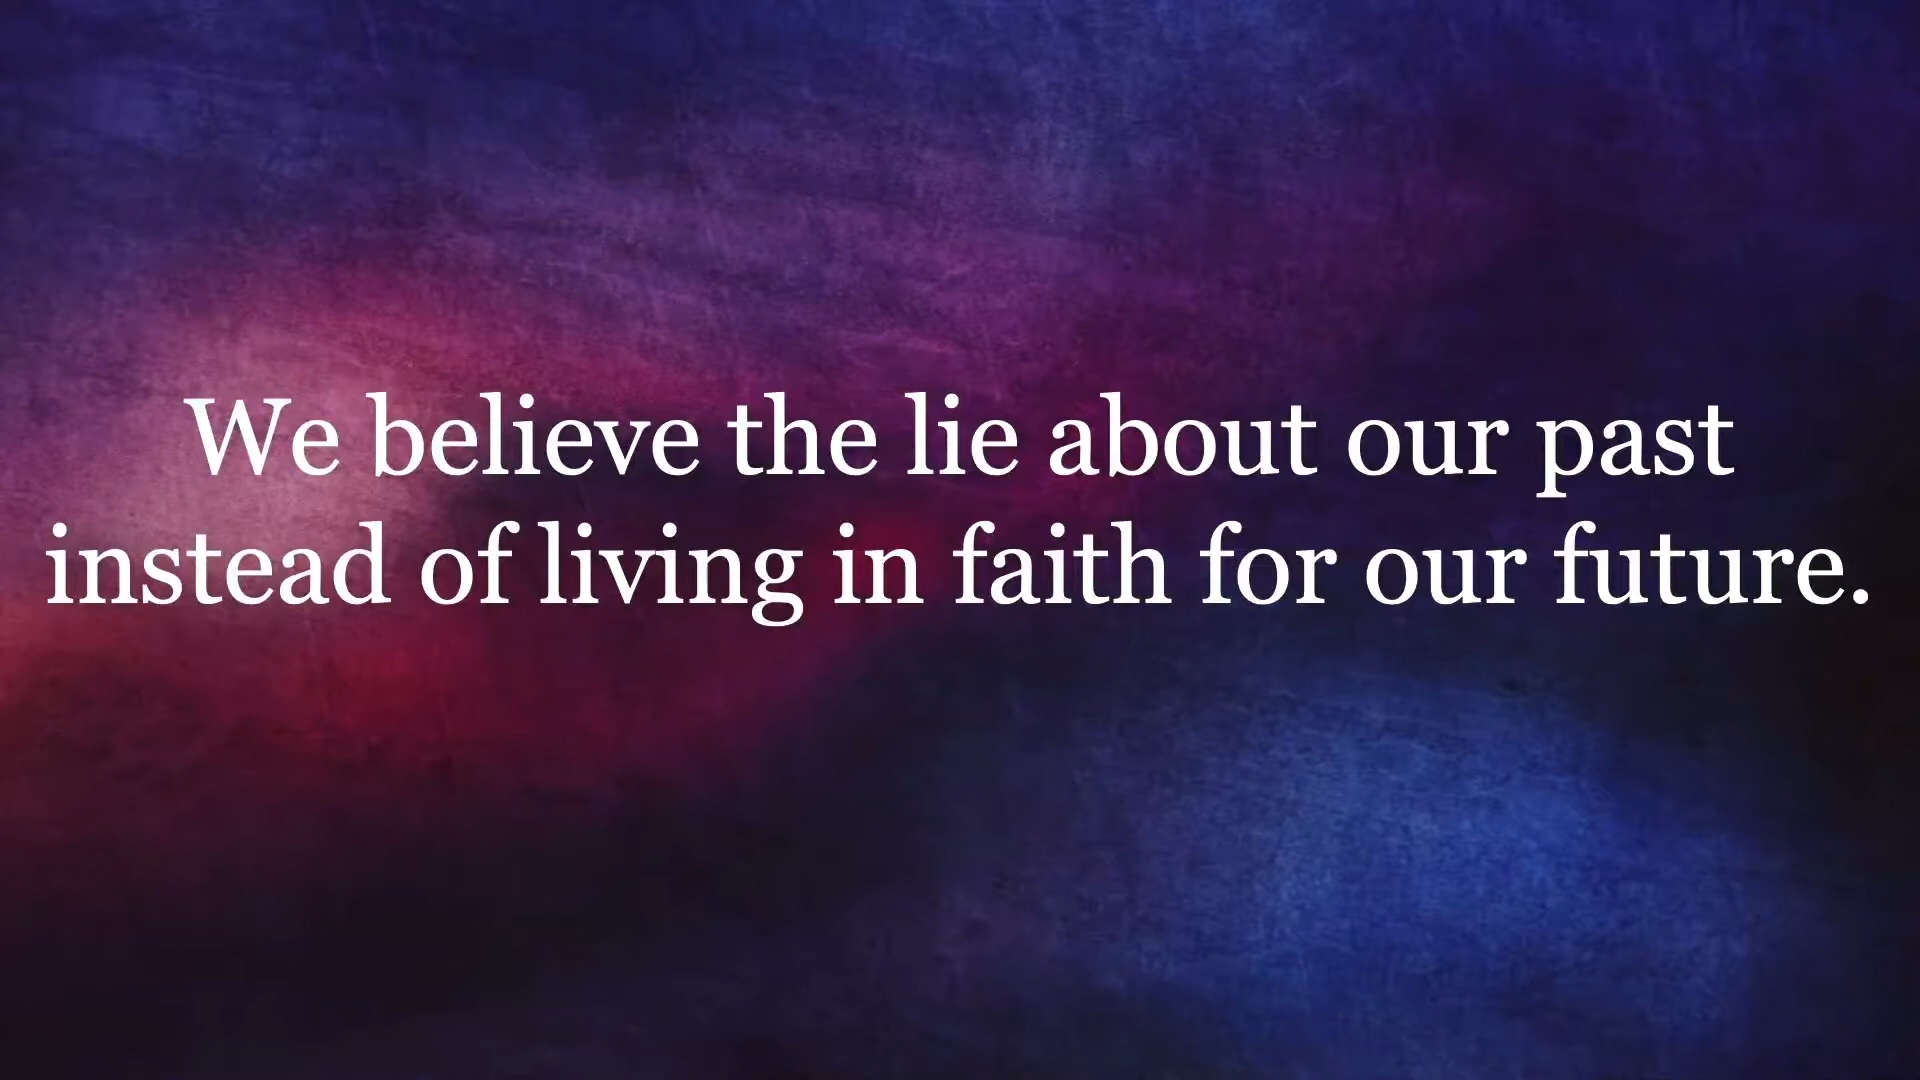 We believe the lie about our past
instead of living in faith for our future.